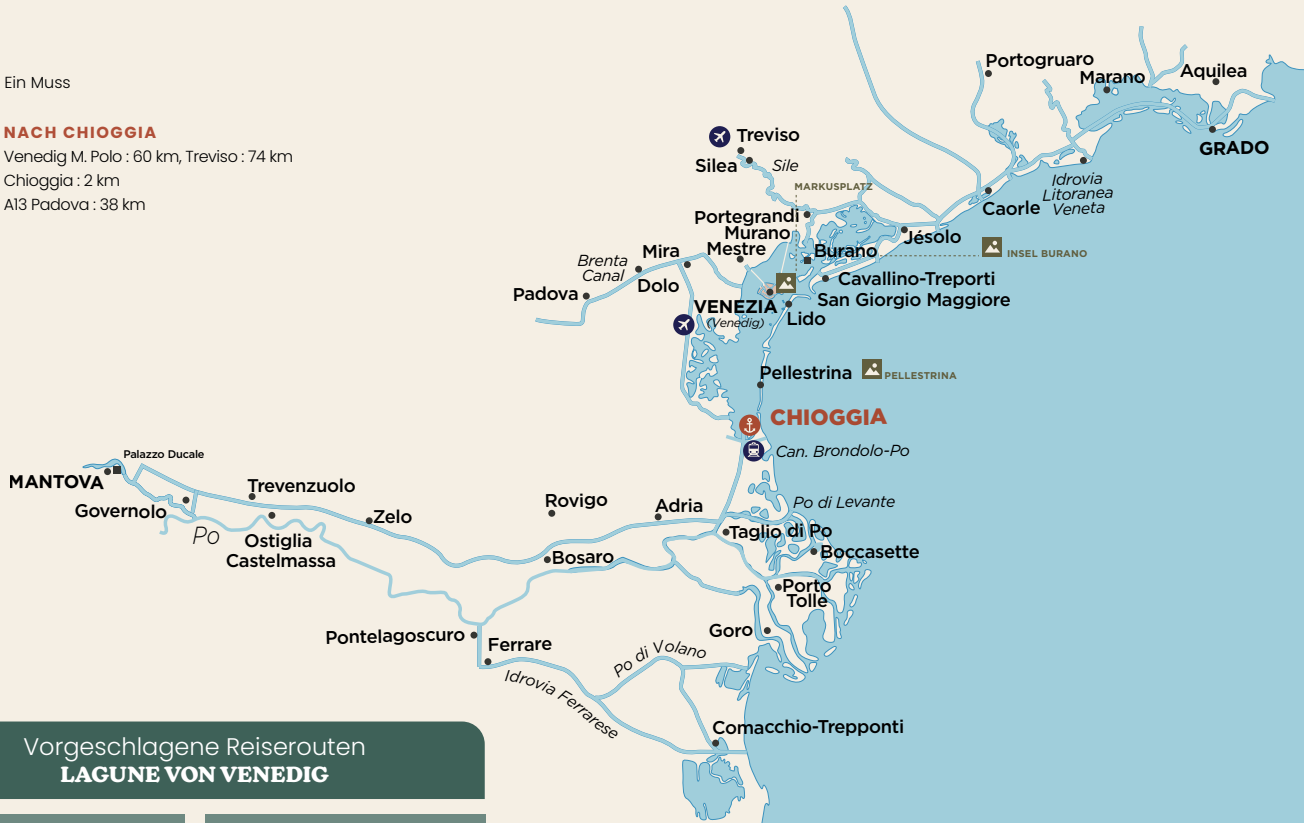 Ein Muss
NACH CHIOGGIA
Venedig M. Polo : 60 km, Treviso : 74 km
Chioggia : 2 km
A13 Padova : 38 km
Portogruaro
Marano
Aquilea
GRADO
Treviso
Silea
Sile
MARKUSPLATZ
Idrovia
Litoranea
Veneta
Caorle
Portegrandi
Murano
Mestre
Jésolo
Burano
INSEL BURANO
Mira
Brenta
Canal
Dolo
Padova
Cavallino-Treporti
San Giorgio Maggiore
VENEZIA
(Venedig)
Lido
Pellestrina
PELLESTRINA
CHIOGGIA
Can. Brondolo-Po
Palazzo Ducale
MANTOVA
Governolo
Trevenzuolo
Zelo
Po
Ostiglia
Castelmassa
Rovigo
Adria
Po di Levante
Taglio di Po
Bosaro
Boccasette
Porto
Tolle
Goro
Pontelagoscuro
Ferrare
Po di Volano
Idrovia Ferrarese
Comacchio-Trepponti
Vorgeschlagene Reiserouten
LAGUNE VON VENEDIG